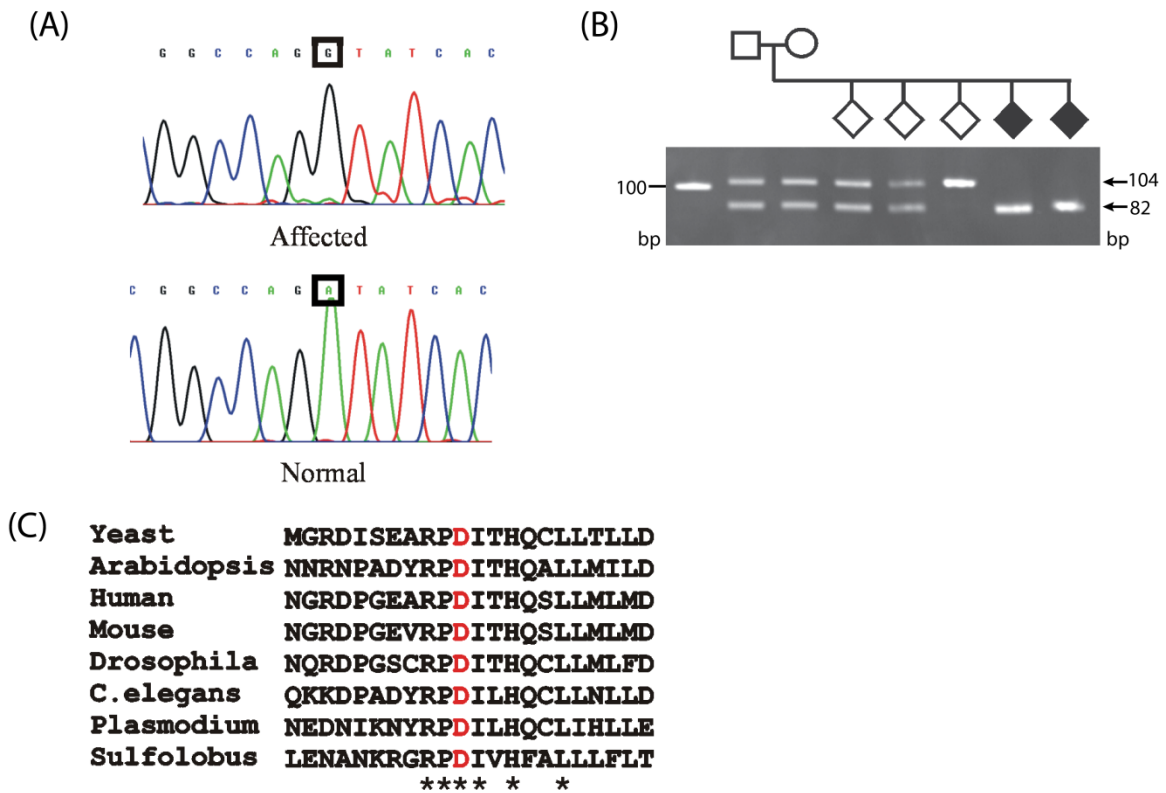 (A)
G G C C A G G T A T C A C
Affected
C G G C C A G A T A T C A C
Normal
(B)
100
104
82
bp
bp
(C)
Yeast MGRDISEARPDITHQCLLTLLD
Arabidopsis NNRNPADYRPDITHQALLMILD
Human NGRDPGEARPDITHQSLLMLMD
Mouse NGRDPGEVRPDITHQSLLMLMD
Drosophila NQRDPGSCRPDITHQCLLMLFD
C.elegans QKKDPADYRPDILHQCLLNLLD
Plasmodium NEDNIKNYRPDILHQCLIHLLE
Sulfolobus LENANKRGRPDIVHFALLLFLT
**** * *